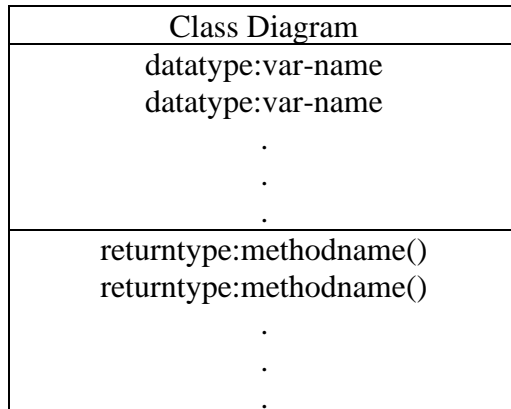 Class Diagram
datatype:var-name
datatype:var-name
.
.
.
returntype:methodname()
returntype:methodname()
.
.
.